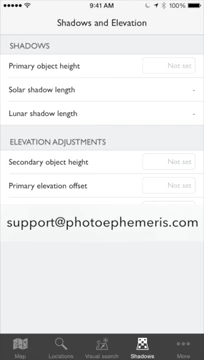 9:41 AM
100%
Shadows and Elevation
SHADOWS
Primary object height Not set
Solar shadow length -
Lunar shadow length -
ELEVATION ADJUSTMENTS
Secondary object height Not set
Primary elevation offset Not set
support@photoephemeris.com
Map Locations Visual search Shadows More